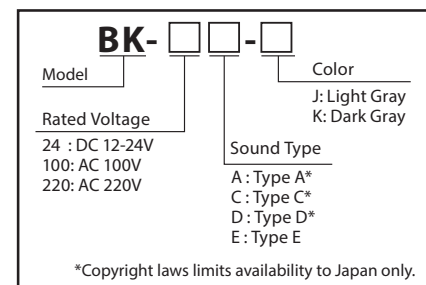 BK-□□-□
Model
Color
J: Light Gray
K: Dark Gray
Rated Voltage
24 : DC 12-24V
100: AC 100V
220: AC 220V
Sound Type
A : Type A*
C : Type C*
D : Type D*
E : Type E
*Copyright laws limits availability to Japan only.